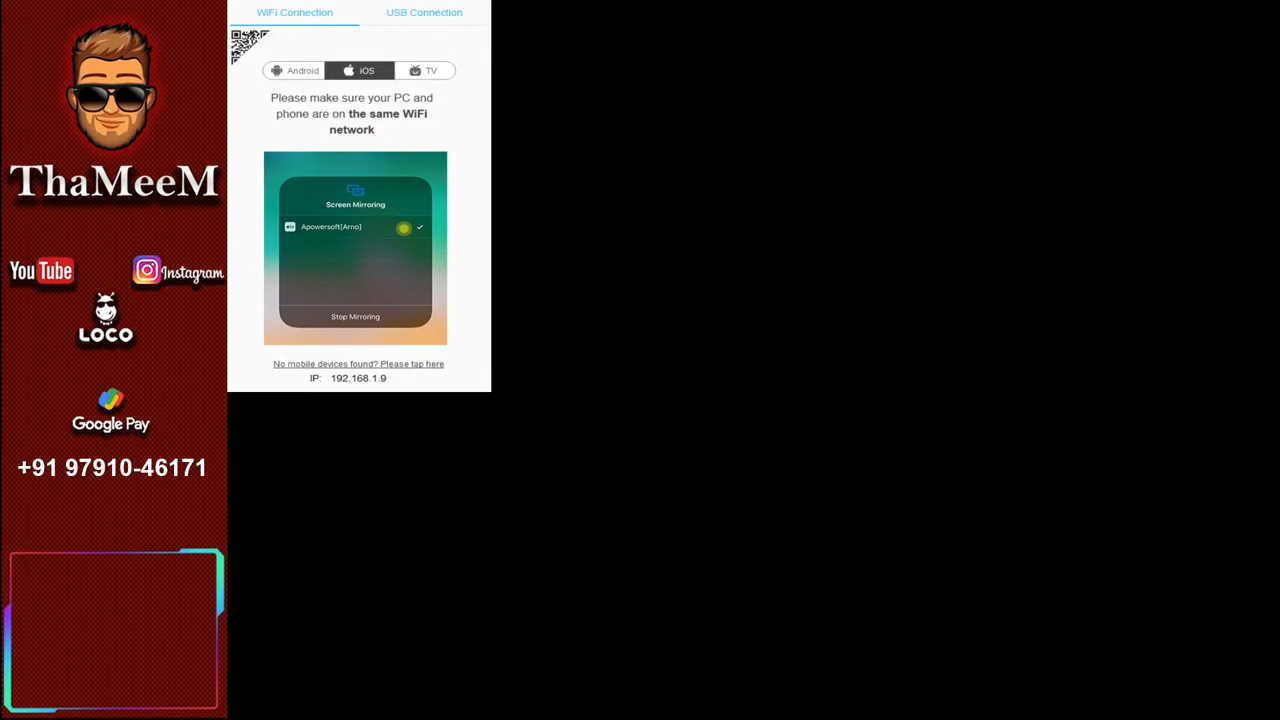 ThaMeeM
YouTube
Instagram
LOCO
Google Pay
+91 97910-46171
WiFi Connection
USB Connection
Android
iOS
TV
Please make sure your PC and
phone are on the same WiFi
network
Screen Mirroring
Apowersoft[Arno]
Stop Mirroring
No mobile devices found? Please tap here
IP: 192.168.1.9